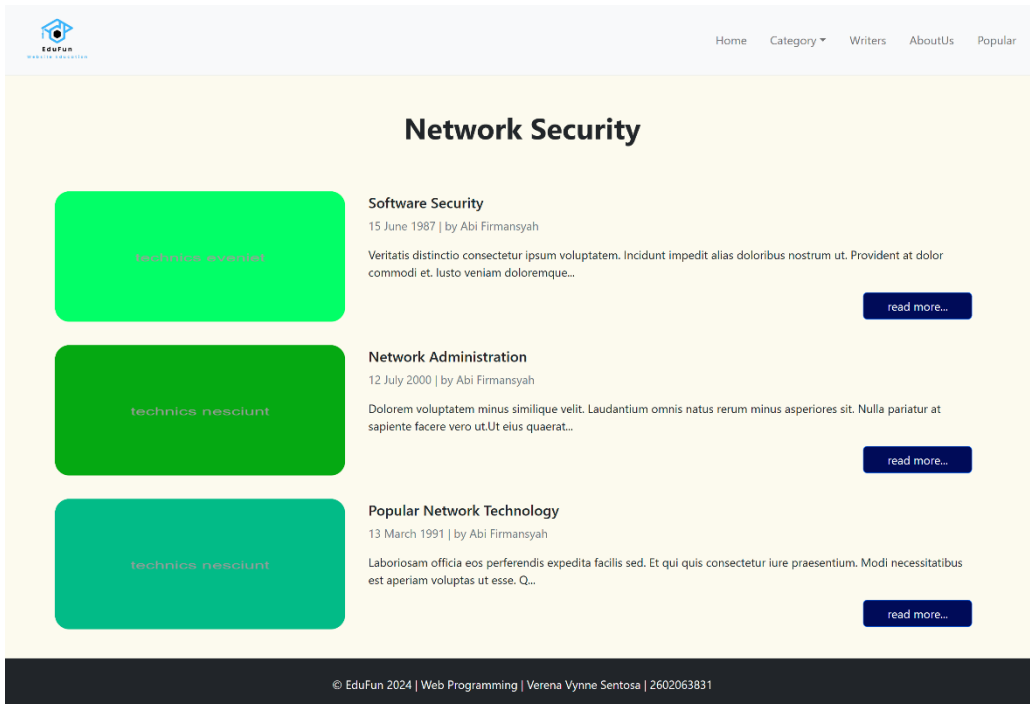 EduFun
Website Education
Home Category Writers AboutUs Popular
Network Security
technics eveniet
Software Security
15 June 1987 | by Abi Firmansyah
Veritatis distinctio consectetur ipsum voluptatem. Incidunt impedit alias doloribus nostrum ut. Provident at dolor
commodi et. Iusto veniam doloremque...
read more...
technics nesciunt
Network Administration
12 July 2000 | by Abi Firmansyah
Dolorem voluptatem minus similique velit. Laudantium omnis natus rerum minus asperiores sit. Nulla pariatur at
sapiente facere vero ut.Ut eius quaerat...
read more...
technics nesciunt
Popular Network Technology
13 March 1991 | by Abi Firmansyah
Laboriosam officia eos perferendis expedita facilis sed. Et qui quis consectetur iure praesentium. Modi necessitatibus
est aperiam voluptas ut esse. Q...
read more...
© EduFun 2024 | Web Programming | Verena Vynne Sentosa | 2602063831